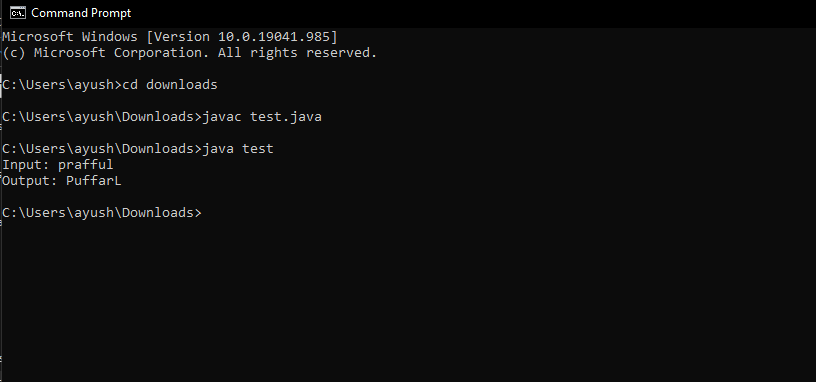 Command Prompt
Microsoft Windows [Version 10.0.19041.985]
(c) Microsoft Corporation. All rights reserved.
C:\Users\ayush>cd downloads
C:\Users\ayush\Downloads>javac test.java
C:\Users\ayush\Downloads>java test
Input: prafful
Output: PuffarL
C:\Users\ayush\Downloads>